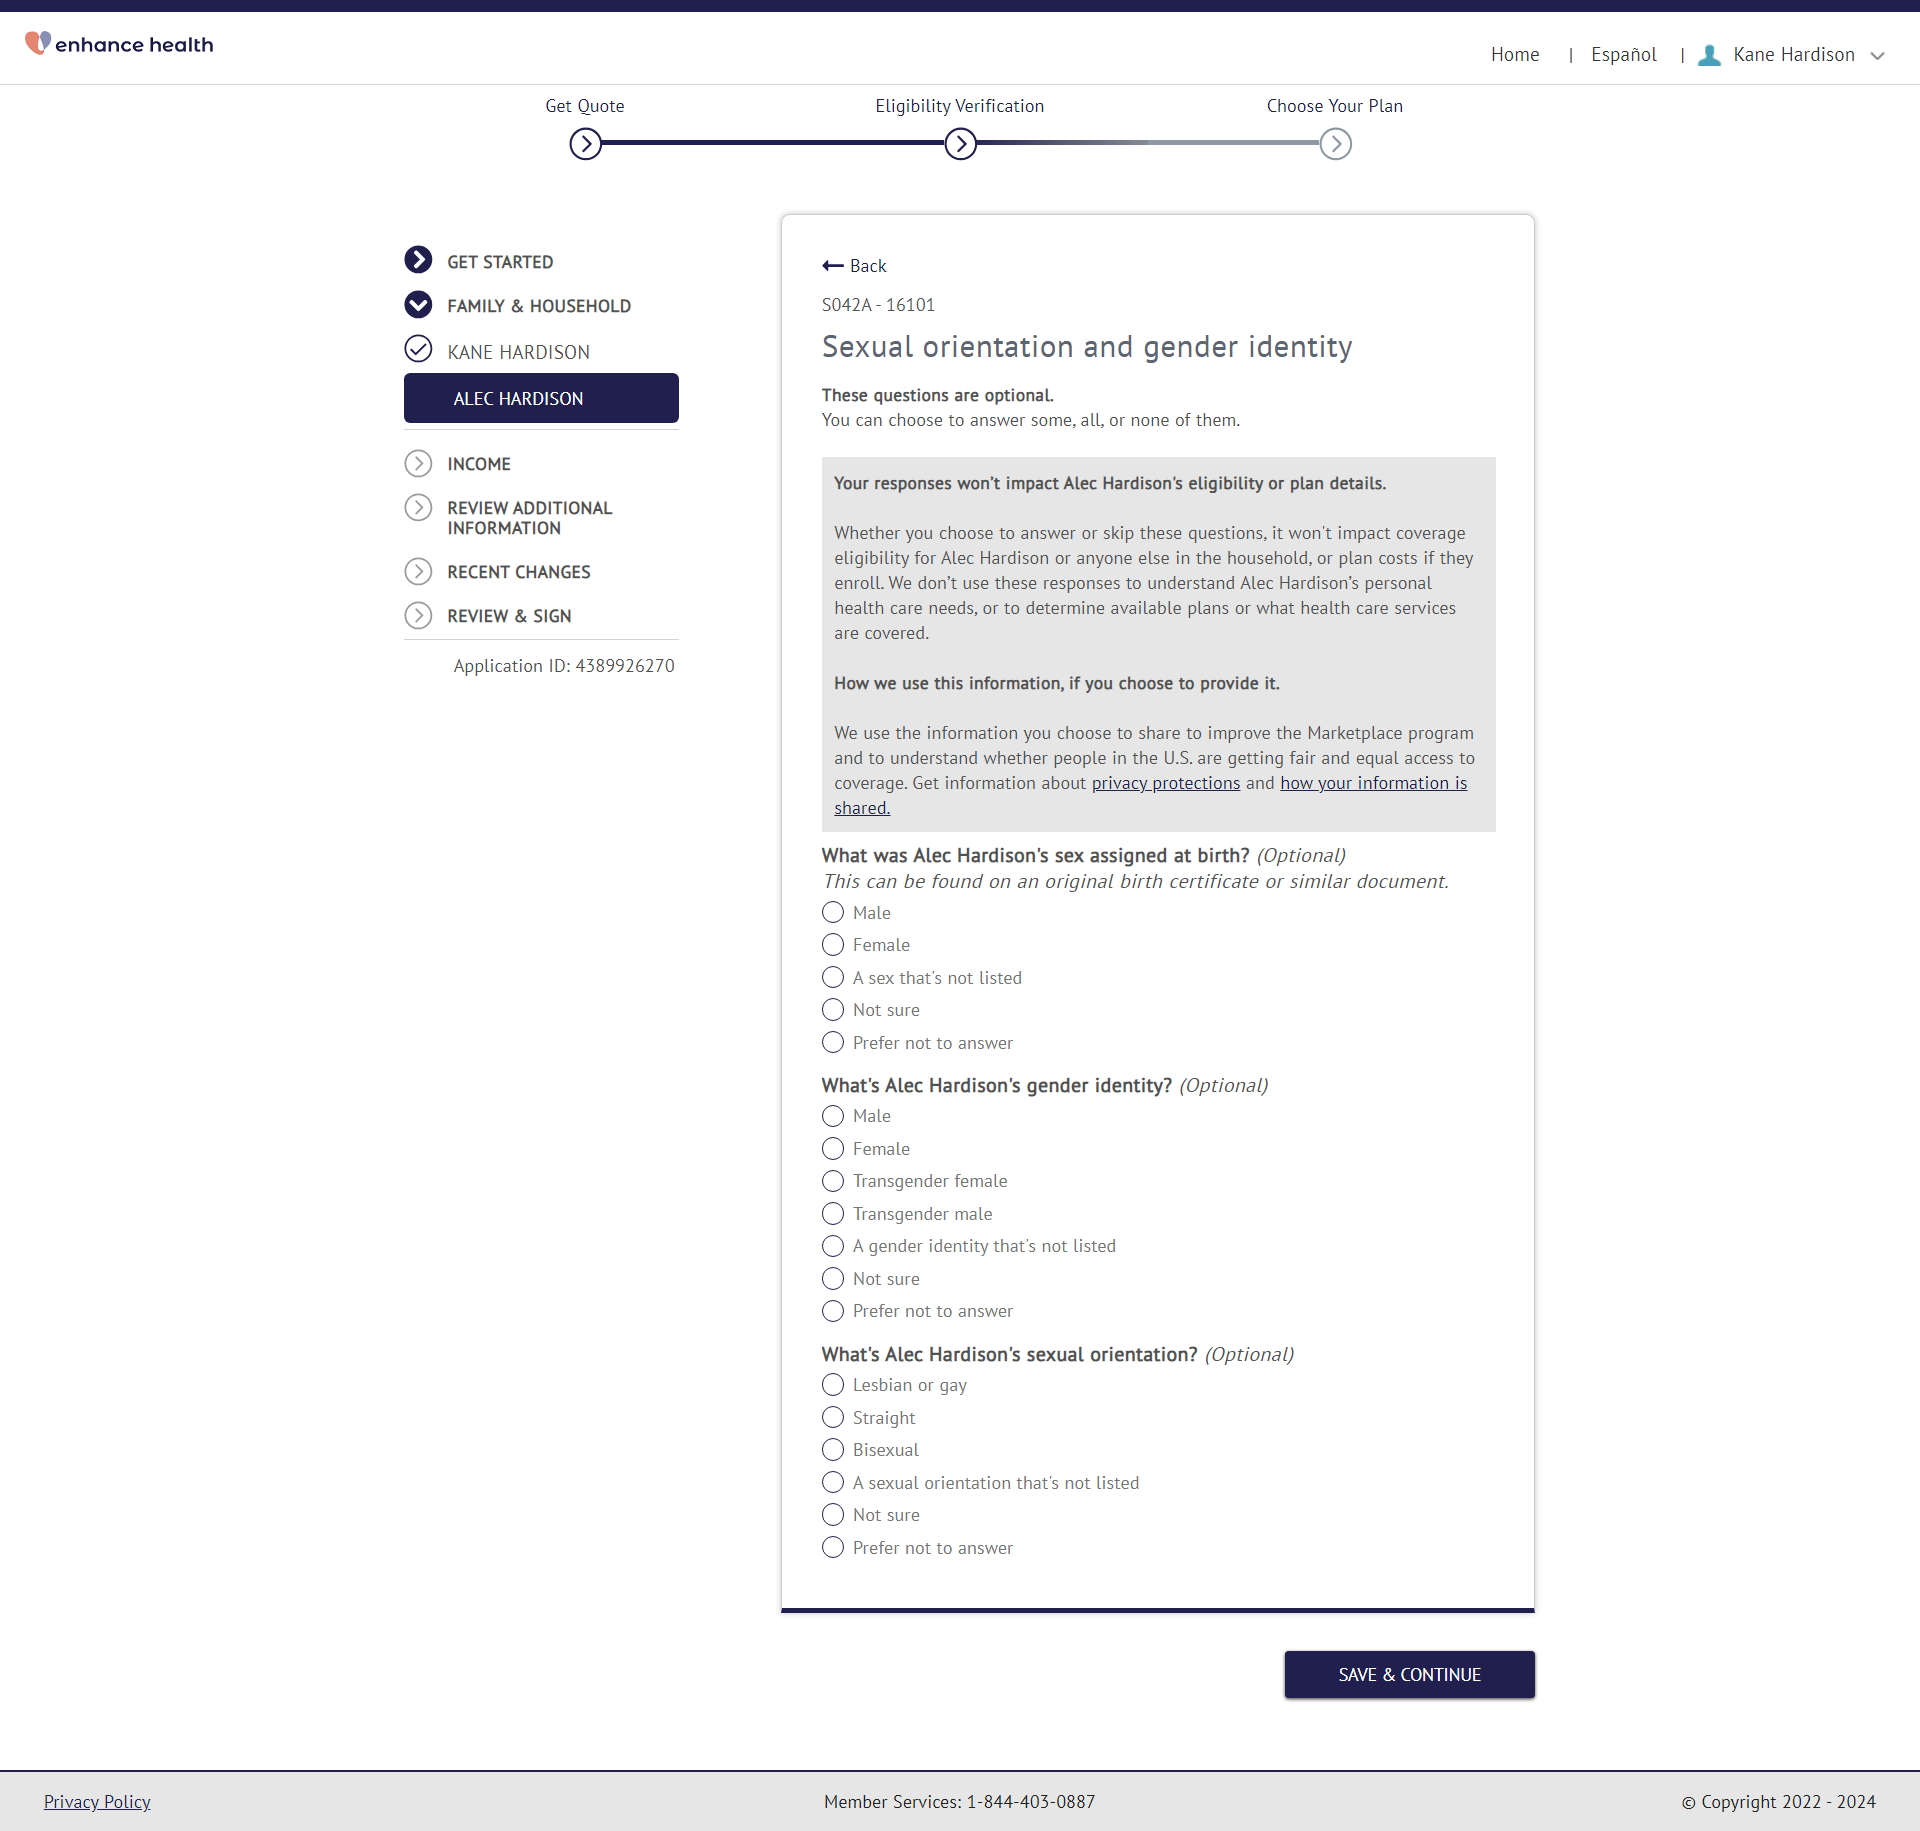 enhance health
Home | Español | Kane Hardison
Get Quote
Eligibility Verification
Choose Your Plan
GET STARTED
FAMILY & HOUSEHOLD
KANE HARDISON
ALEC HARDISON
INCOME
REVIEW ADDITIONAL
INFORMATION
RECENT CHANGES
REVIEW & SIGN
Application ID: 4389926270
Back
S042A - 16101
Sexual orientation and gender identity
These questions are optional.
You can choose to answer some, all, or none of them.
Your responses won’t impact Alec Hardison's eligibility or plan details.
Whether you choose to answer or skip these questions, it won't impact coverage
eligibility for Alec Hardison or anyone else in the household, or plan costs if they
enroll. We don’t use these responses to understand Alec Hardison’s personal
health care needs, or to determine available plans or what health care services
are covered.
How we use this information, if you choose to provide it.
We use the information you choose to share to improve the Marketplace program
and to understand whether people in the U.S. are getting fair and equal access to
coverage. Get information about privacy protections and how your information is
shared.
What was Alec Hardison's sex assigned at birth? (Optional)
This can be found on an original birth certificate or similar document.
Male
Female
A sex that's not listed
Not sure
Prefer not to answer
What's Alec Hardison's gender identity? (Optional)
Male
Female
Transgender female
Transgender male
A gender identity that's not listed
Not sure
Prefer not to answer
What's Alec Hardison's sexual orientation? (Optional)
Lesbian or gay
Straight
Bisexual
A sexual orientation that's not listed
Not sure
Prefer not to answer
SAVE & CONTINUE
Privacy Policy
Member Services: 1-844-403-0887
© Copyright 2022 - 2024